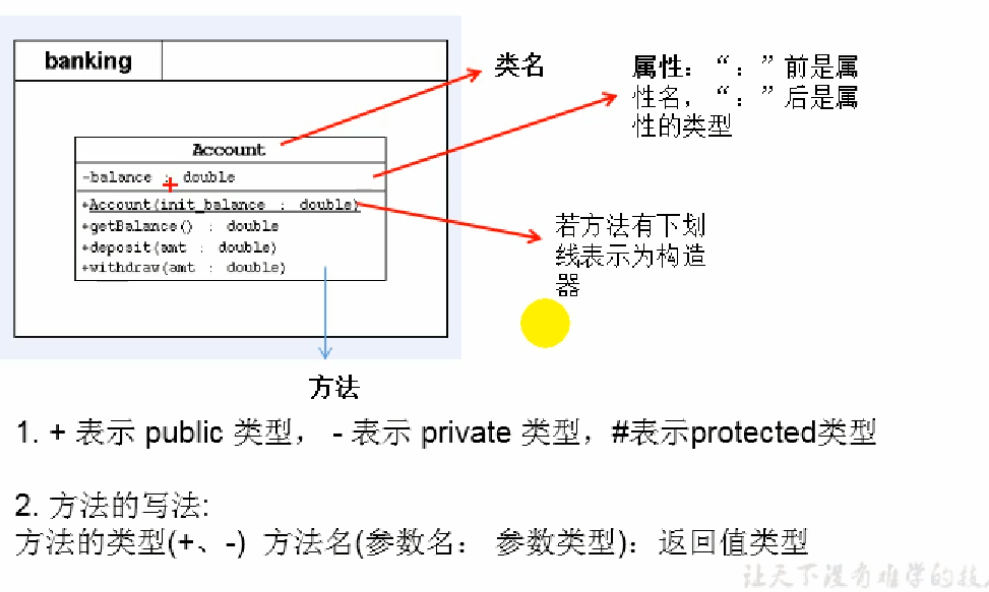 banking
类名
属性：“：”前是属
性名，“：”后是属
性的类型
Account
-balance : double
+Account(init_balance : double)
+getBalance() : double
+deposit(amt : double)
+withdraw(amt : double)
若方法有下划
线表示为构造
器
方法
1. + 表示 public 类型， - 表示 private 类型，#表示protected类型
2. 方法的写法:
方法的类型(+、-) 方法名(参数名： 参数类型)：返回值类型
让天下没有难学的技